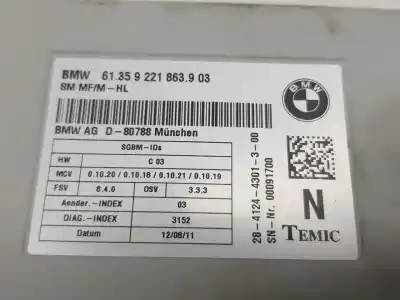 BMW 61.35 9 221 863.9 03
SM MF/M-HL
BMW AG D-80788 München
SGBM-IDs
HW C 03
MCV 0.10.20 / 0.10.18 / 0.10.21 / 0.10.19
FSV 8.4.0 OSV 3.3.3
Aender.-INDEX 03
DIAG.-INDEX 3152
Datum 12/08/11
BMW
28-4124-4301-3-00
SN-Nr. 00091700
N
TEMIC